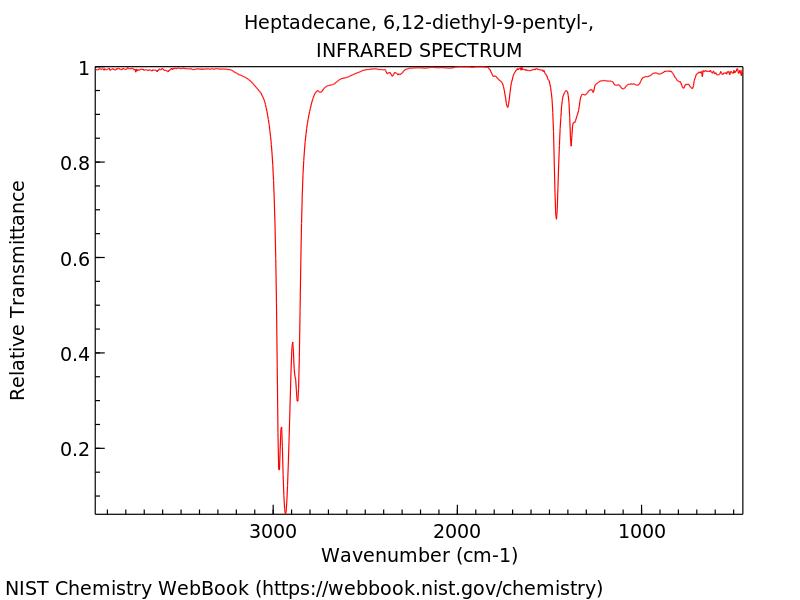 Heptadecane, 6,12-diethyl-9-pentyl-,
INFRARED SPECTRUM
1
0.8
0.6
0.4
0.2
Relative Transmittance
3000 2000 1000
Wavenumber (cm-1)
NIST Chemistry WebBook (https://webbook.nist.gov/chemistry)